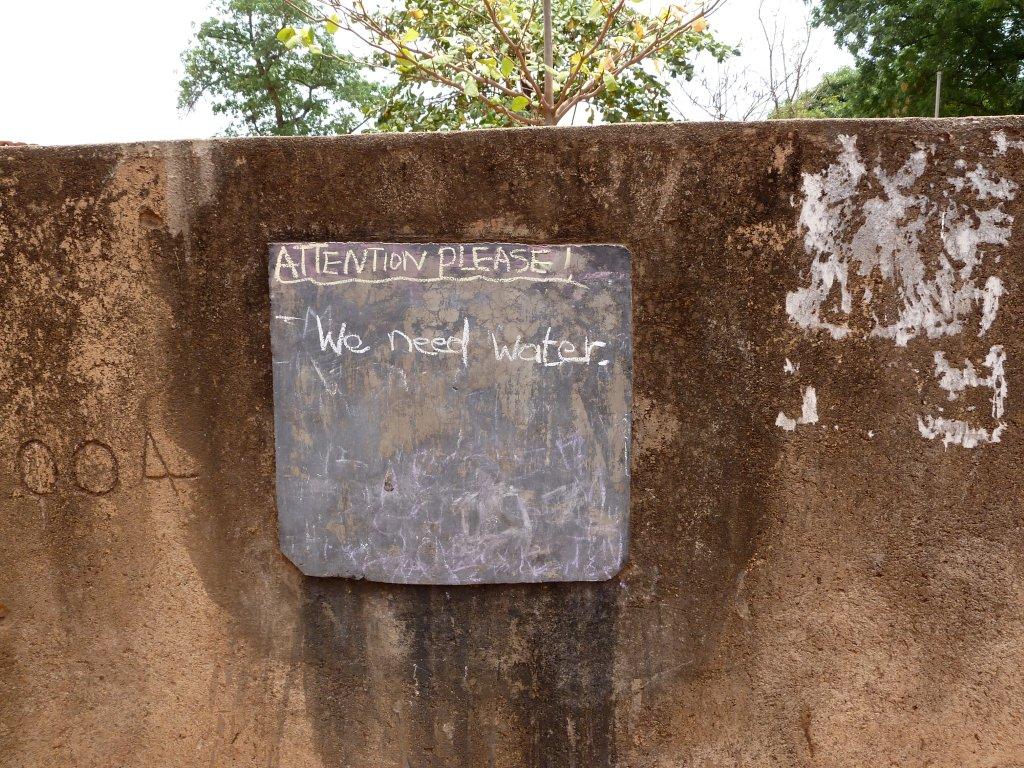 ATTENTION PLEASE!
We need water.
004